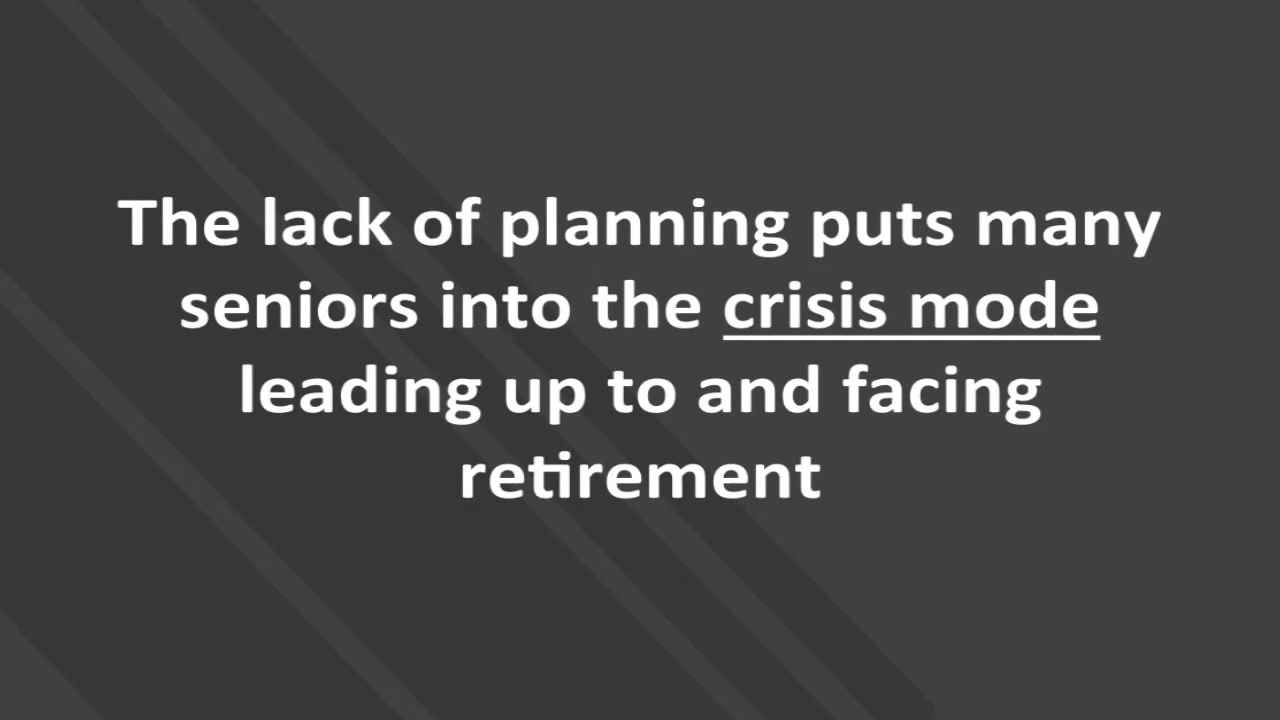 The lack of planning puts many
seniors into the crisis mode
leading up to and facing
retirement